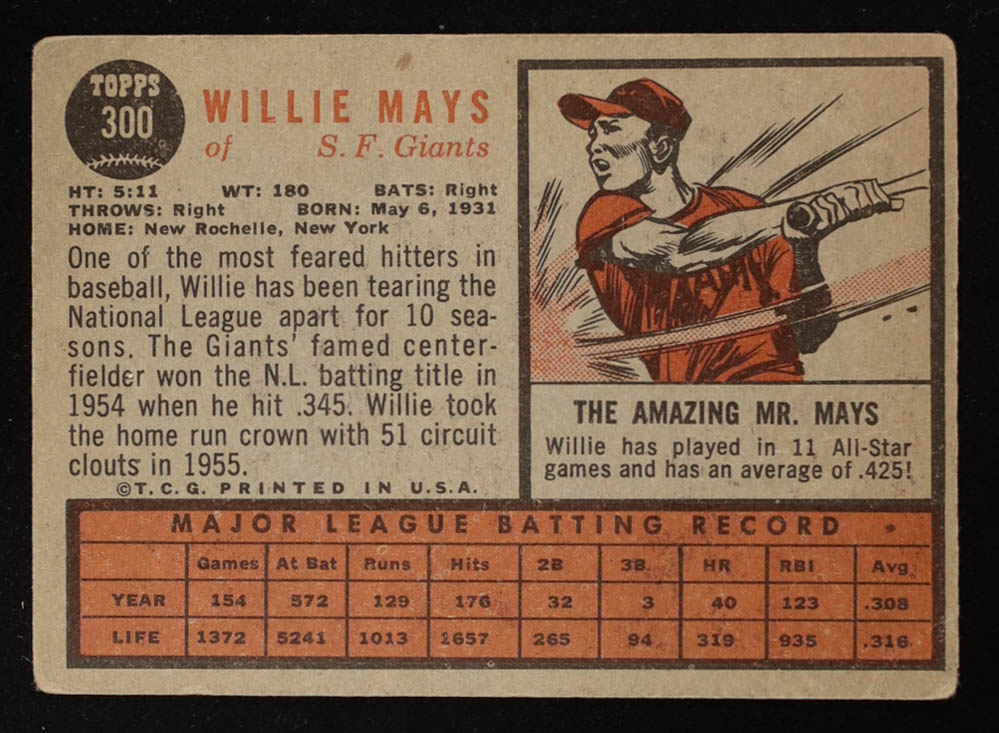 TOPPS
300
WILLIE MAYS
of S. F. Giants
HT: 5:11 WT: 180 BATS: Right
THROWS: Right BORN: May 6, 1931
HOME: New Rochelle, New York
One of the most feared hitters in
baseball, Willie has been tearing the
National League apart for 10 sea-
sons. The Giants' famed center-
fielder won the N.L. batting title in
1954 when he hit .345. Willie took
the home run crown with 51 circuit
clouts in 1955.
©T.C.G. PRINTED IN U.S.A.
THE AMAZING MR. MAYS
Willie has played in 11 All-Star
games and has an average of .425!
MAJOR LEAGUE BATTING RECORD
Games At Bat Runs Hits 2B 3B HR RBI Avg.
YEAR 154 572 129 176 32 3 40 123 .308
LIFE 1372 5241 1013 1657 265 94 319 935 .316